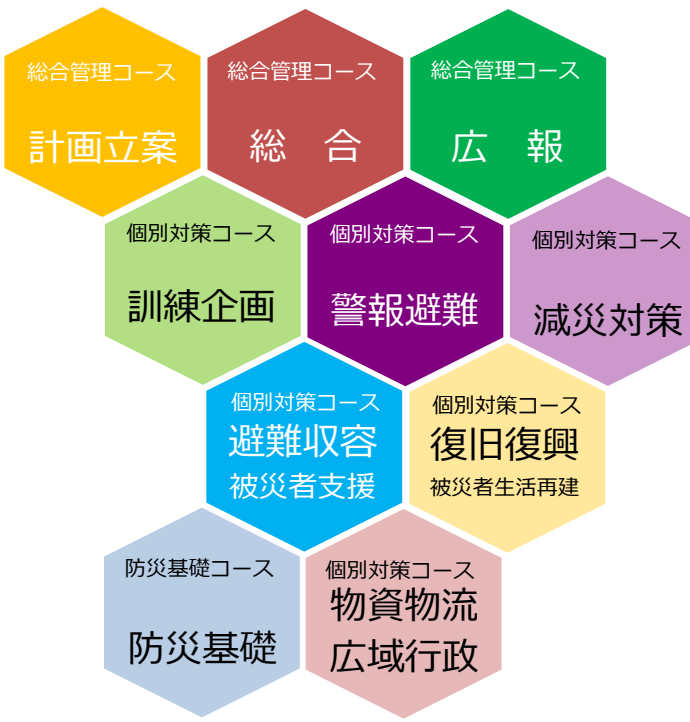 総合管理コース
計画立案
総合管理コース
総　合
総合管理コース
広　報
個別対策コース
訓練企画
個別対策コース
警報避難
個別対策コース
減災対策
個別対策コース
避難収容
被災者支援
個別対策コース
復旧復興
被災者生活再建
防災基礎コース
防災基礎
個別対策コース
物資物流
広域行政